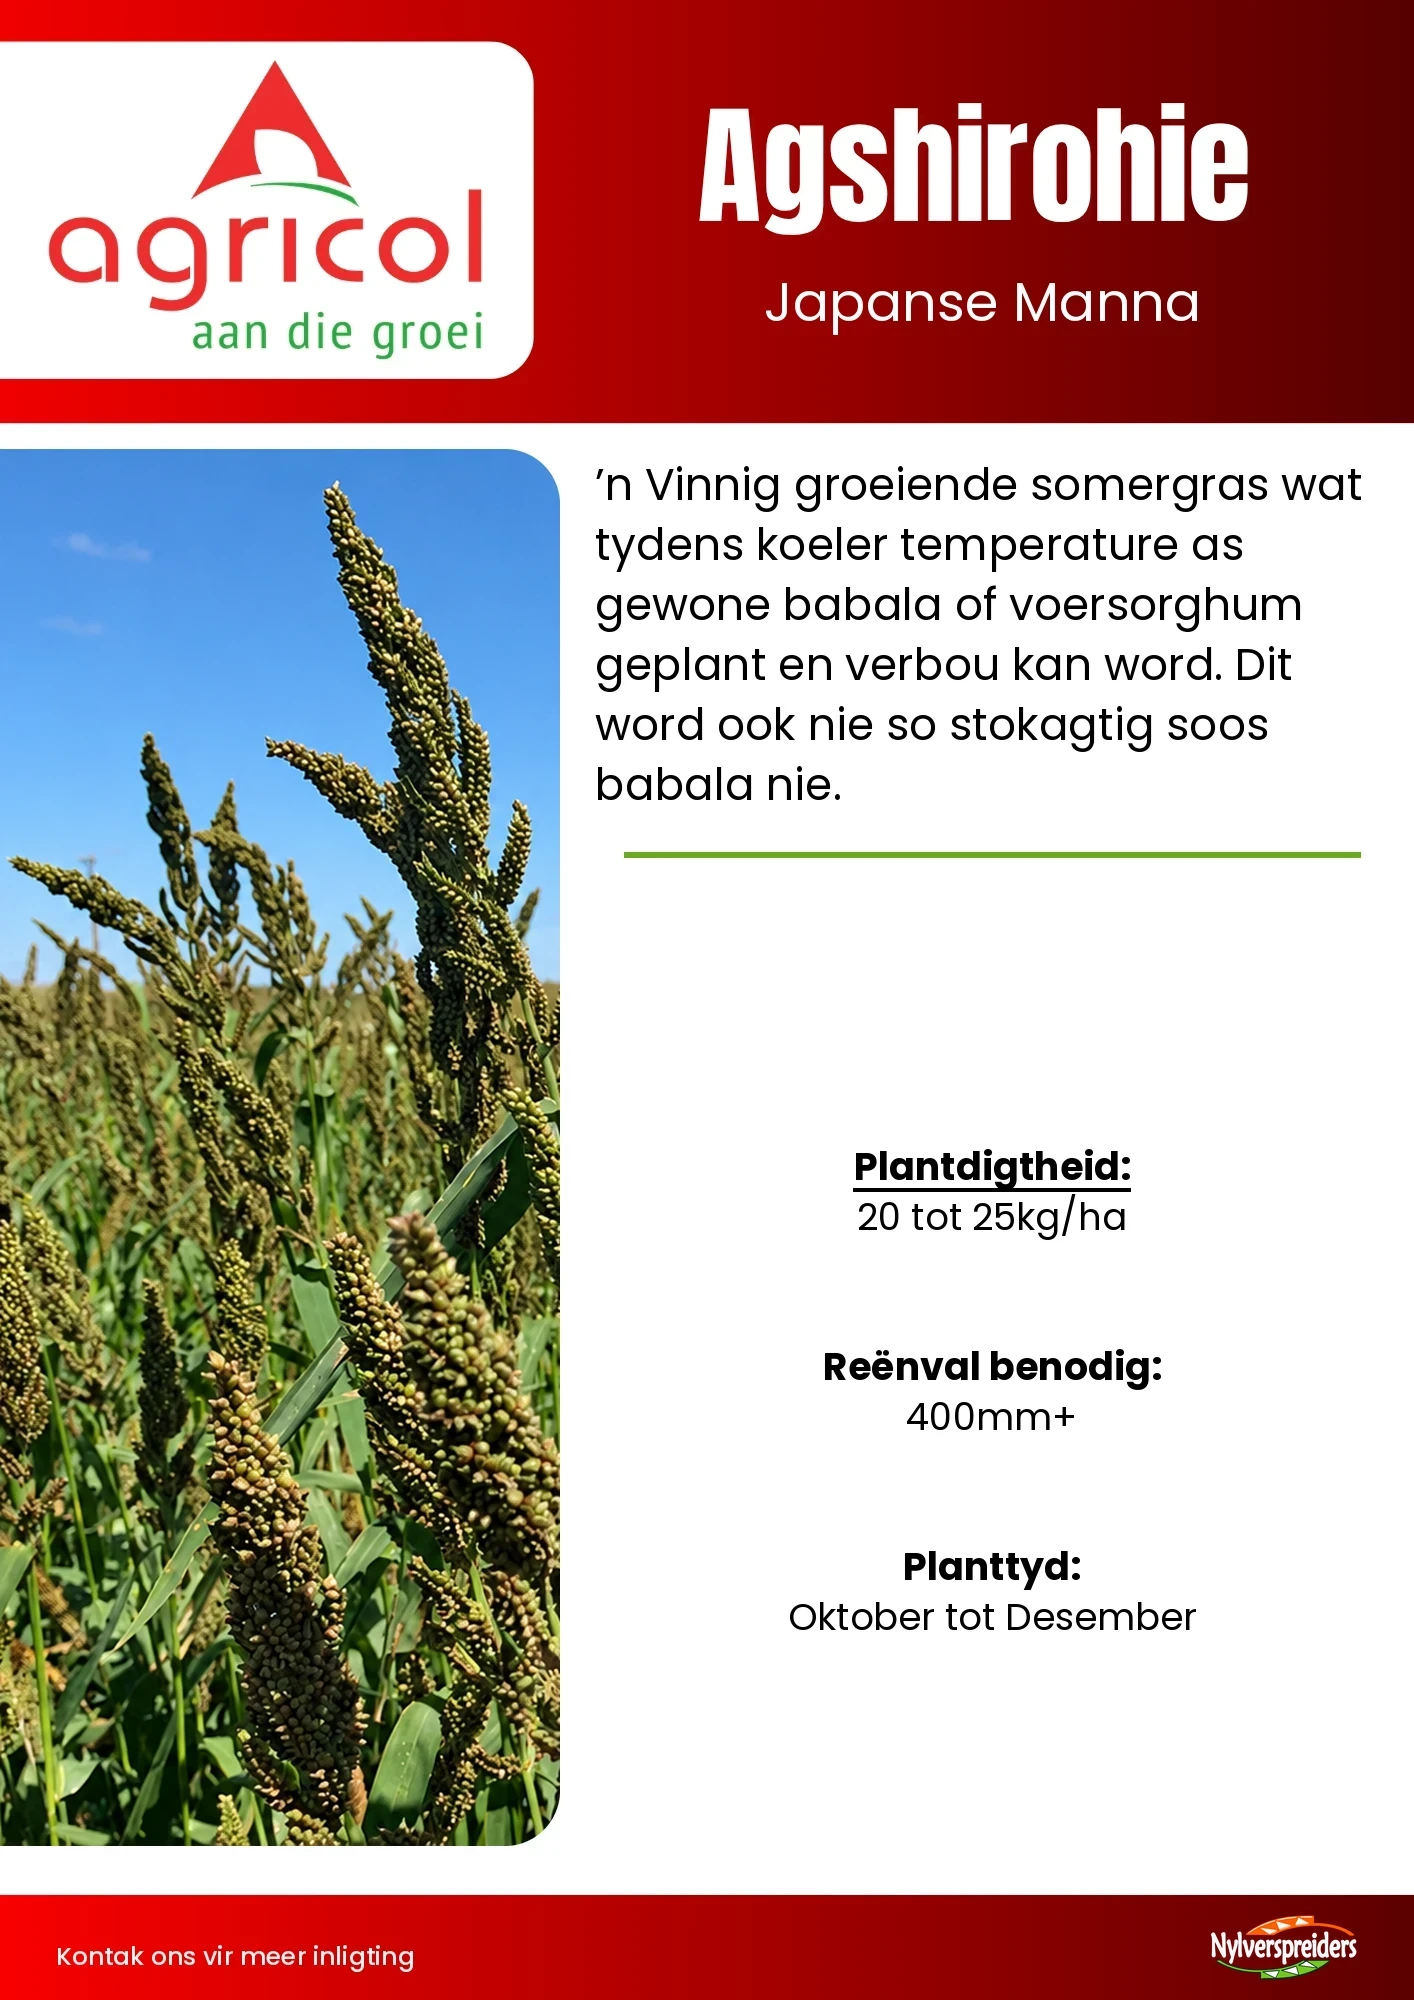 agricol
aan die groei
Agshirohie
Japanse Manna
’n Vinnig groeiende somergras wat
tydens koeler temperature as
gewone babala of voersorghum
geplant en verbou kan word. Dit
word ook nie so stokagtig soos
babala nie.
Plantdigtheid:
20 tot 25kg/ha
Reënval benodig:
400mm+
Planttyd:
Oktober tot Desember
Kontak ons vir meer inligting
Nylverspreiders